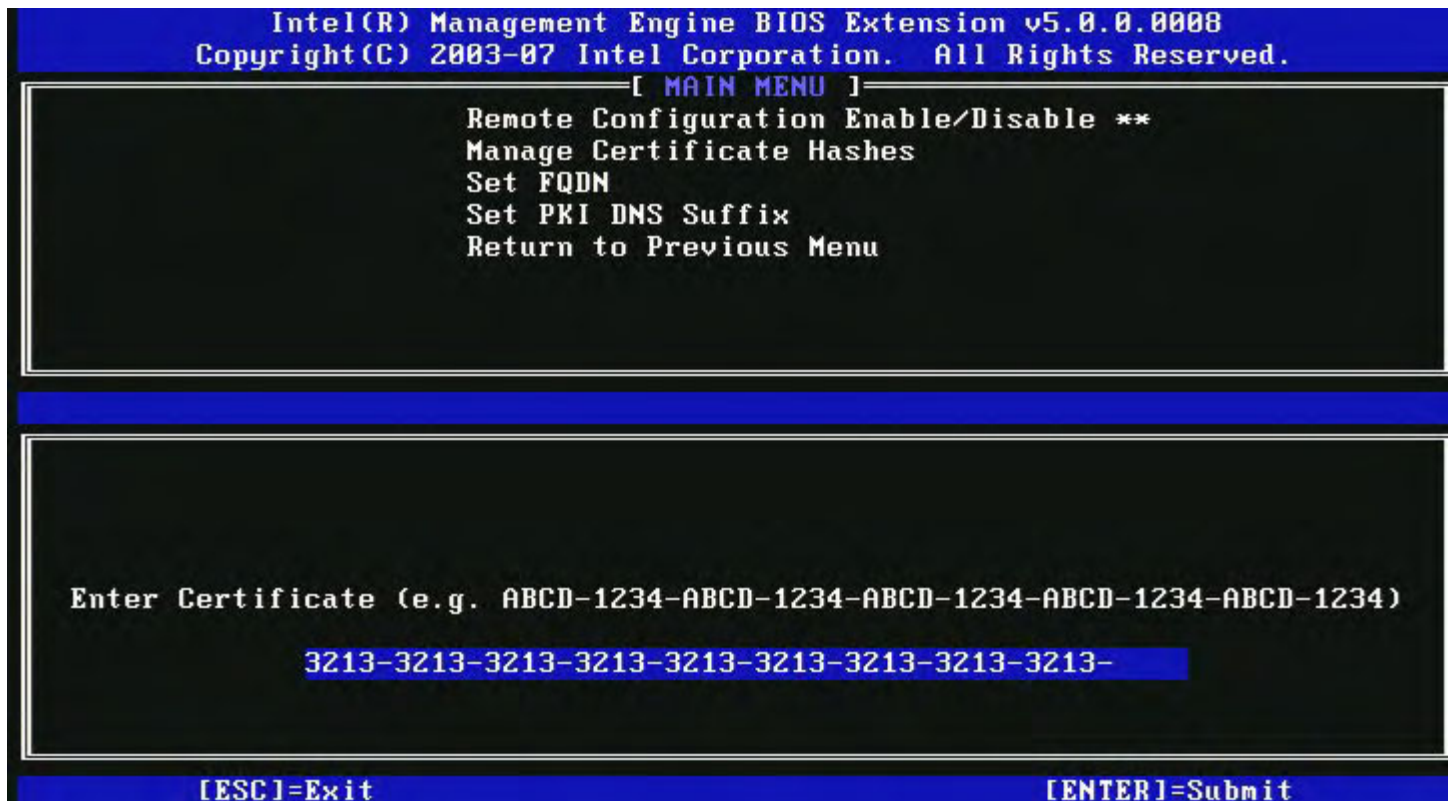 Intel(R) Management Engine BIOS Extension v5.0.0.0008
Copyright(C) 2003-07 Intel Corporation. All Rights Reserved.
[ MAIN MENU ]
Remote Configuration Enable/Disable **
Manage Certificate Hashes
Set FQDN
Set PKI DNS Suffix
Return to Previous Menu
Enter Certificate (e.g. ABCD-1234-ABCD-1234-ABCD-1234-ABCD-1234-ABCD-1234)
3213-3213-3213-3213-3213-3213-3213-3213-3213-
[ESC]=Exit [ENTER]=Submit